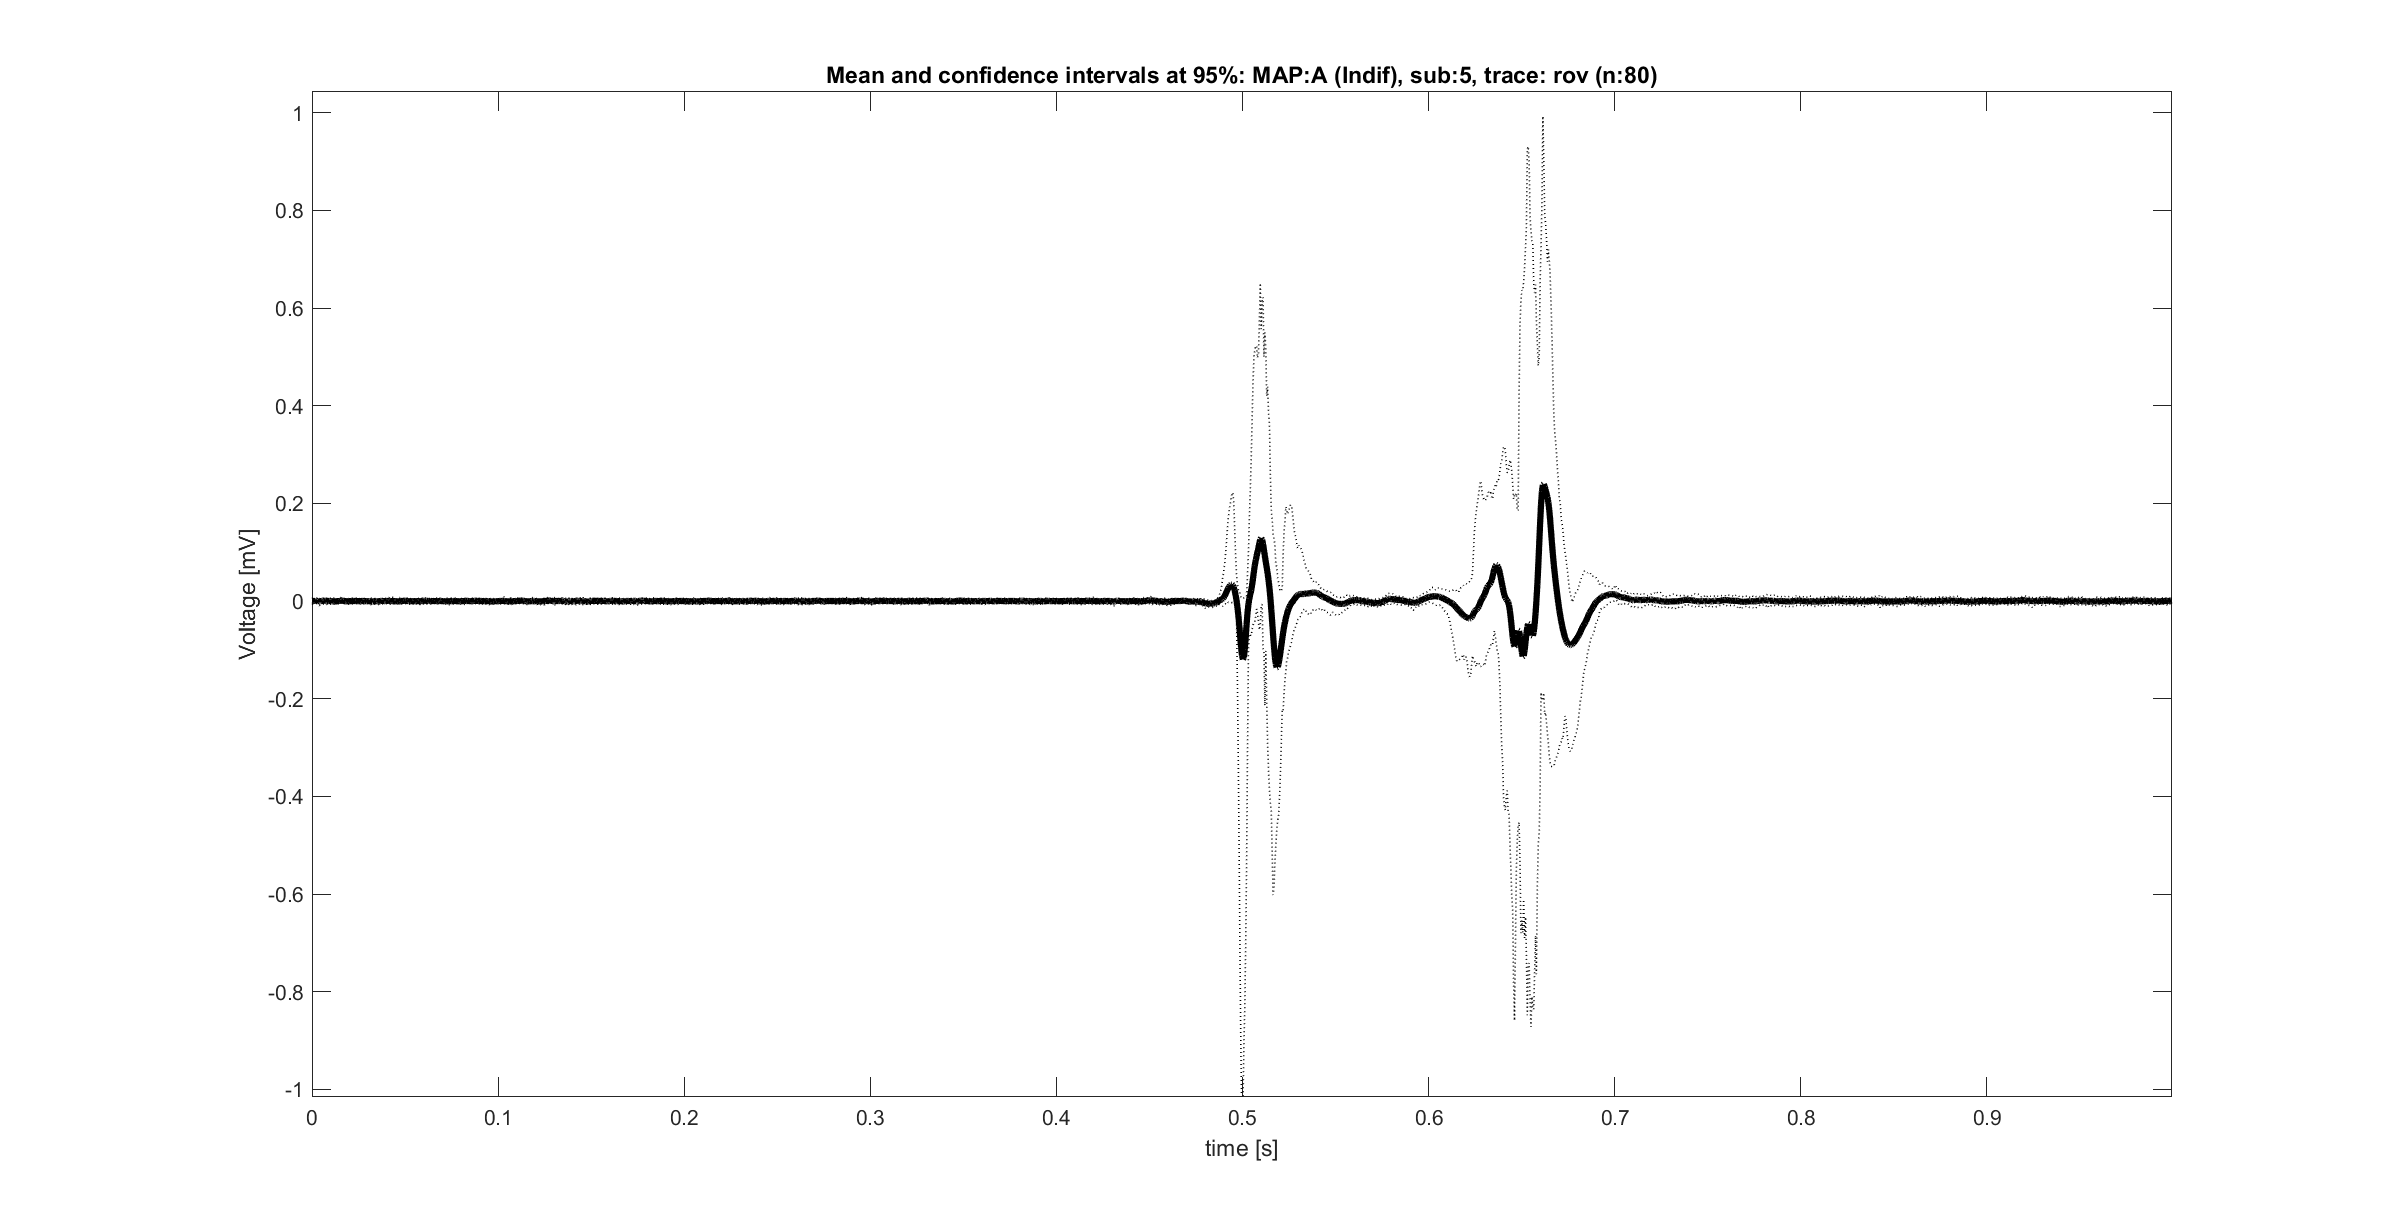 Mean and confidence intervals at 95%: MAP:A (Indif), sub:5, trace: rov (n:80)
1
0.8
0.6
0.4
0.2
0
-0.2
-0.4
-0.6
-0.8
-1
Voltage [mV]
0 0.1 0.2 0.3 0.4 0.5 0.6 0.7 0.8 0.9
time [s]